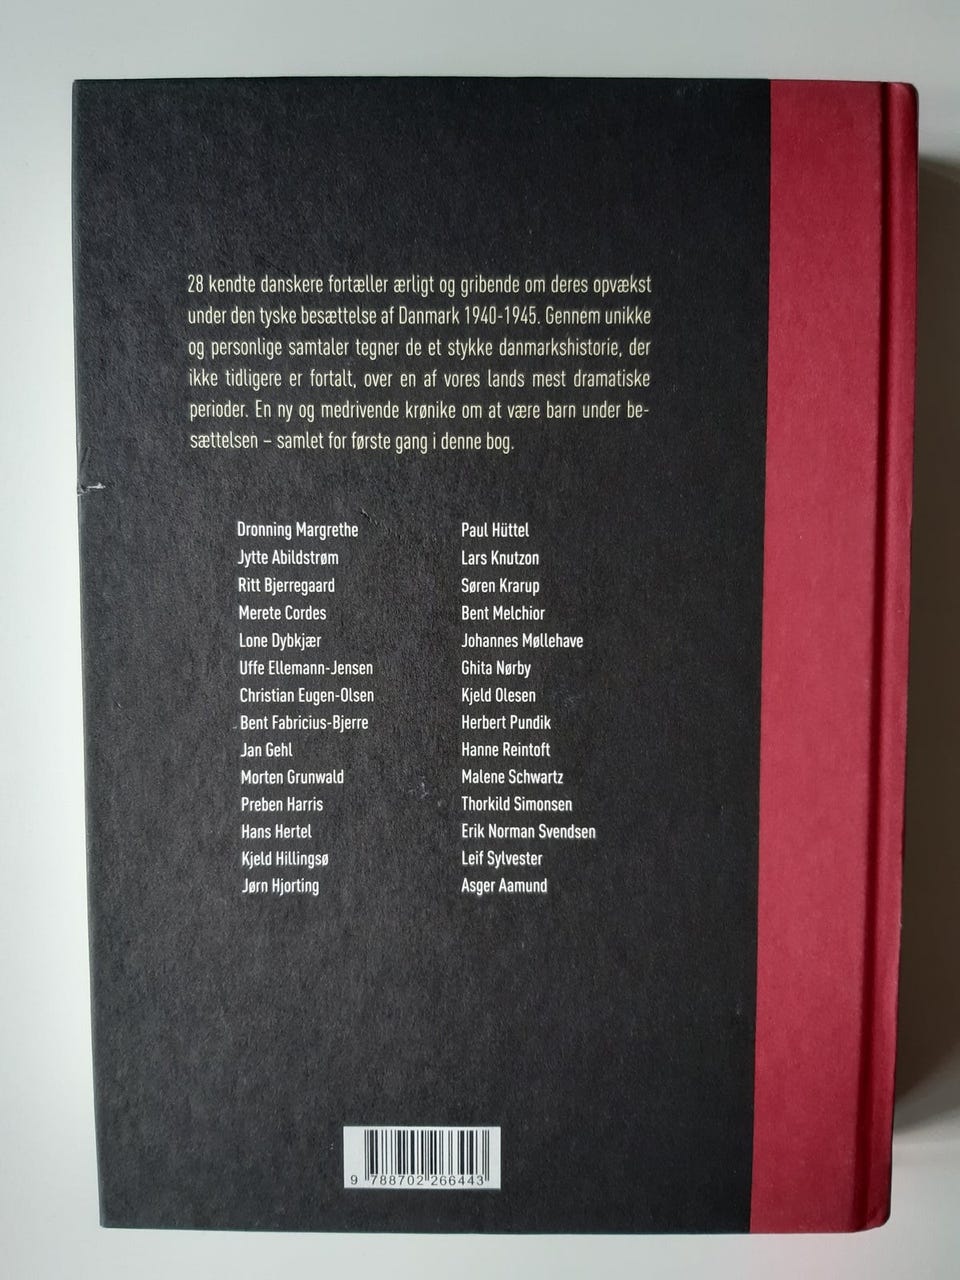 28 kendte danskere fortæller ærligt og gribende om deres opvækst
under den tyske besættelse af Danmark 1940-1945. Gennem unikke
og personlige samtaler tegner de et stykke danmarkshistorie, der
ikke tidligere er fortalt, over en af vores lands mest dramatiske
perioder. En ny og medrivende krønike om at være barn under be-
sættelsen – samlet for første gang i denne bog.
Dronning Margrethe
Jytte Abildstrøm
Ritt Bjerregaard
Merete Cordes
Lone Dybkjær
Uffe Ellemann-Jensen
Christian Eugen-Olsen
Bent Fabricius-Bjerre
Jan Gehl
Morten Grunwald
Preben Harris
Hans Hertel
Kjeld Hillingsø
Jørn Hjorting
Paul Hüttel
Lars Knutzon
Søren Krarup
Bent Melchior
Johannes Møllehave
Ghita Nørby
Kjeld Olesen
Herbert Pundik
Hanne Reintoft
Malene Schwartz
Thorkild Simonsen
Erik Norman Svendsen
Leif Sylvester
Asger Aamund
9 788702 266443